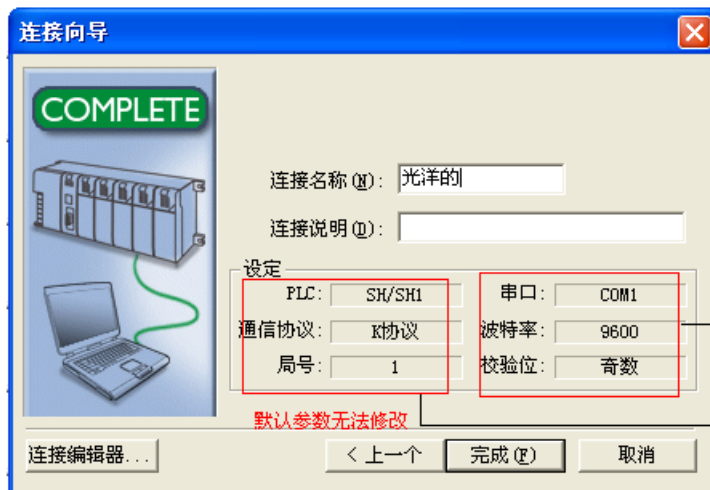 连接向导
COMPLETE
连接名称(N): 光洋的
连接说明(D):
设定
PLC: SH/SH1 串口: COM1
通信协议: K协议 波特率: 9600
局号: 1 校验位: 奇数
默认参数无法修改
连接编辑器... < 上一个 完成(F) 取消